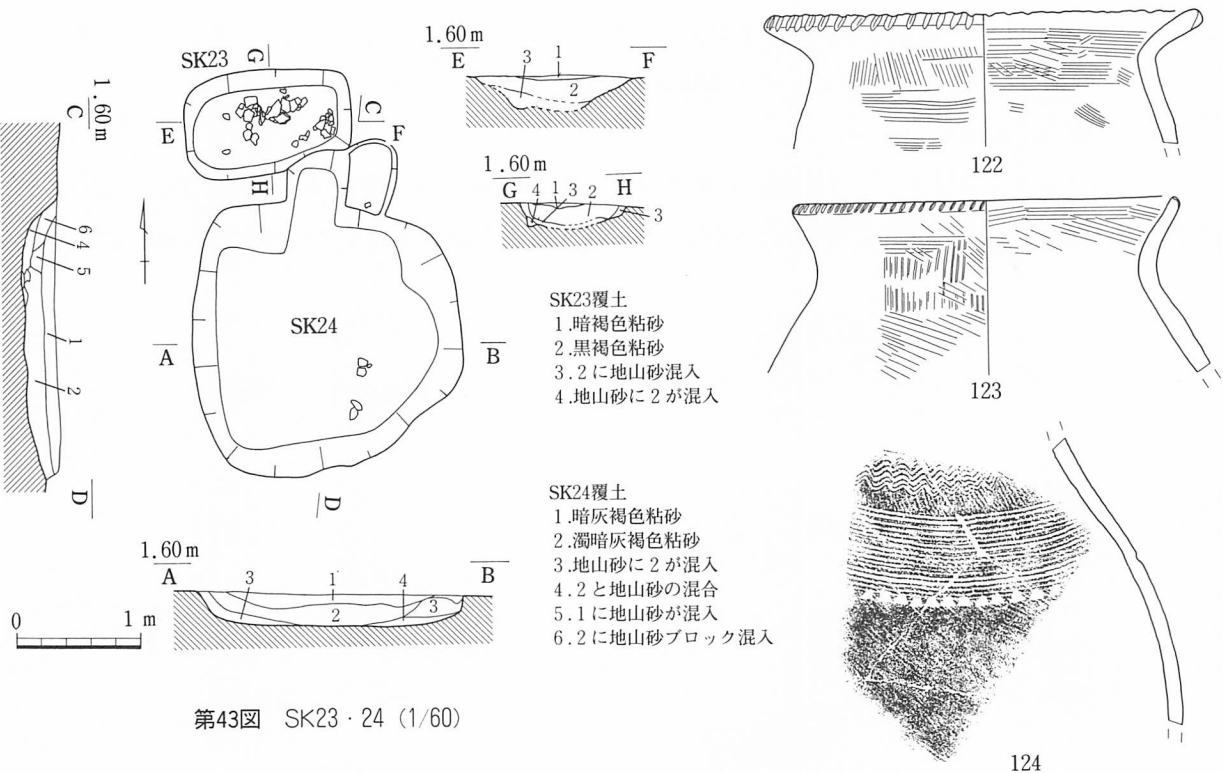 SK23
G
C
E
F
H
SK24
A
B
D
1.60m
C
6
4
5
1
2
D
1.60m
E
F
3
1
2
1.60m
G
H
4 1 3 2
3
SK23覆土
1.暗褐色粘砂
2.黒褐色粘砂
3.2に地山砂混入
4.地山砂に2が混入
SK24覆土
1.暗灰褐色粘砂
2.濁暗灰褐色粘砂
3.地山砂に2が混入
4.2と地山砂の混合
5.1に地山砂が混入
6.2に地山砂ブロック混入
1.60m
A
B
3
1
4
2
3
0
1 m
第43図 SK23・24 (1/60)
122
123
124